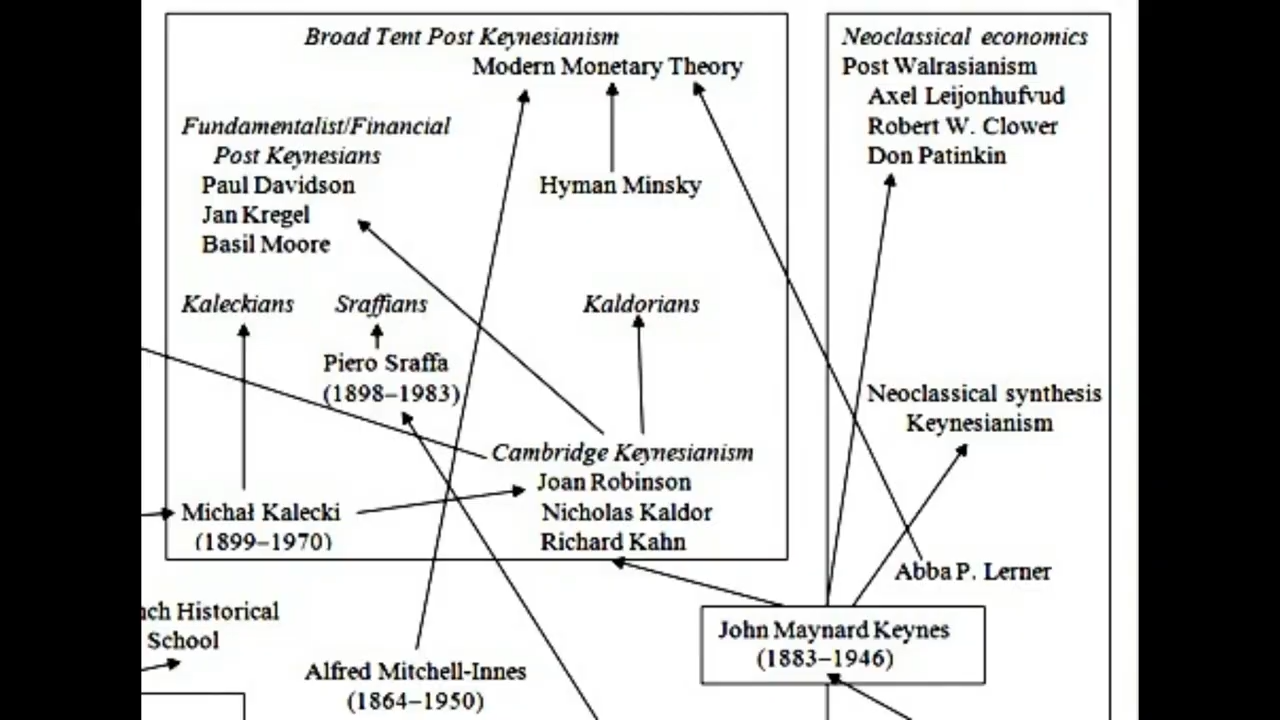 Broad Tent Post Keynesianism
Modern Monetary Theory
Fundamentalist/Financial
Post Keynesians
Paul Davidson
Jan Kregel
Basil Moore
Hyman Minsky
Kaleckians
Sraffians
Kaldorians
Piero Sraffa
(1898–1983)
Cambridge Keynesianism
Joan Robinson
Nicholas Kaldor
Richard Kahn
Michał Kalecki
(1899–1970)
Neoclassical economics
Post Walrasianism
Axel Leijonhufvud
Robert W. Clower
Don Patinkin
Neoclassical synthesis
Keynesianism
Abba P. Lerner
John Maynard Keynes
(1883–1946)
Historical
School
Alfred Mitchell-Innes
(1864–1950)